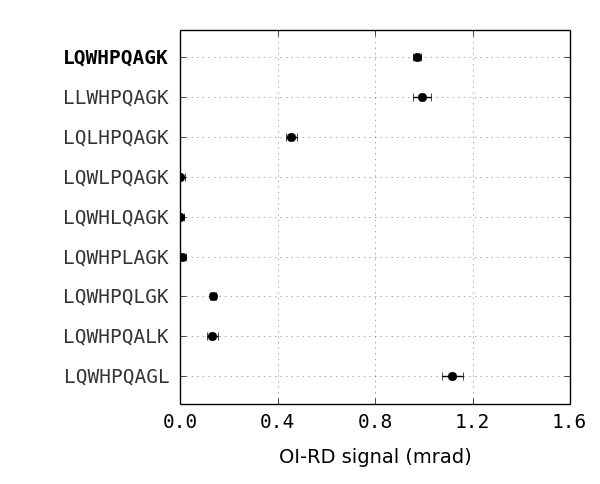 LQWHPQAGK
LLWHPQAGK
LQLHPQAGK
LQWLPQAGK
LQWHLQAGK
LQWHPLAGK
LQWHPQLGK
LQWHPQALK
LQWHPQAGL
0.0 0.4 0.8 1.2 1.6
OI-RD signal (mrad)